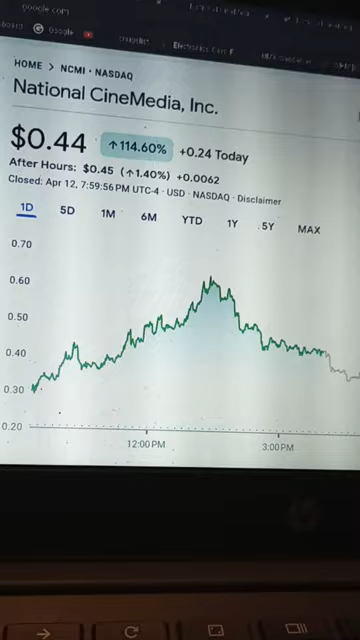 google.com
Google
HOME > NCMI • NASDAQ
National CineMedia, Inc.
$0.44 ↑114.60% +0.24 Today
After Hours: $0.45 (↑1.40%) +0.0062
Closed: Apr 12, 7:59:56 PM UTC-4 · USD · NASDAQ · Disclaimer
1D 5D 1M 6M YTD 1Y 5Y MAX
0.70
0.60
0.50
0.40
0.30
0.20
12:00 PM 3:00 PM